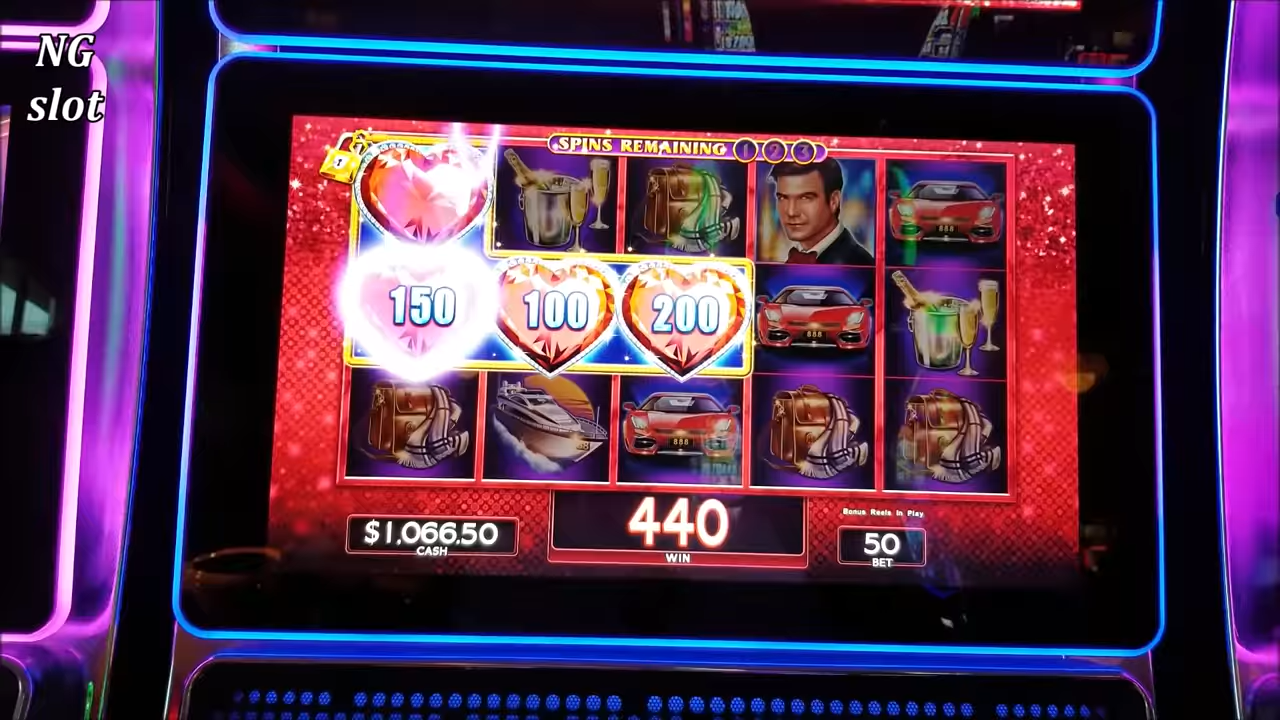 NG
slot
SPINS REMAINING 1 2 3
150
100
200
888
888
888
Bonus Reels In Play
$1,066.50
CASH
440
WIN
50
BET